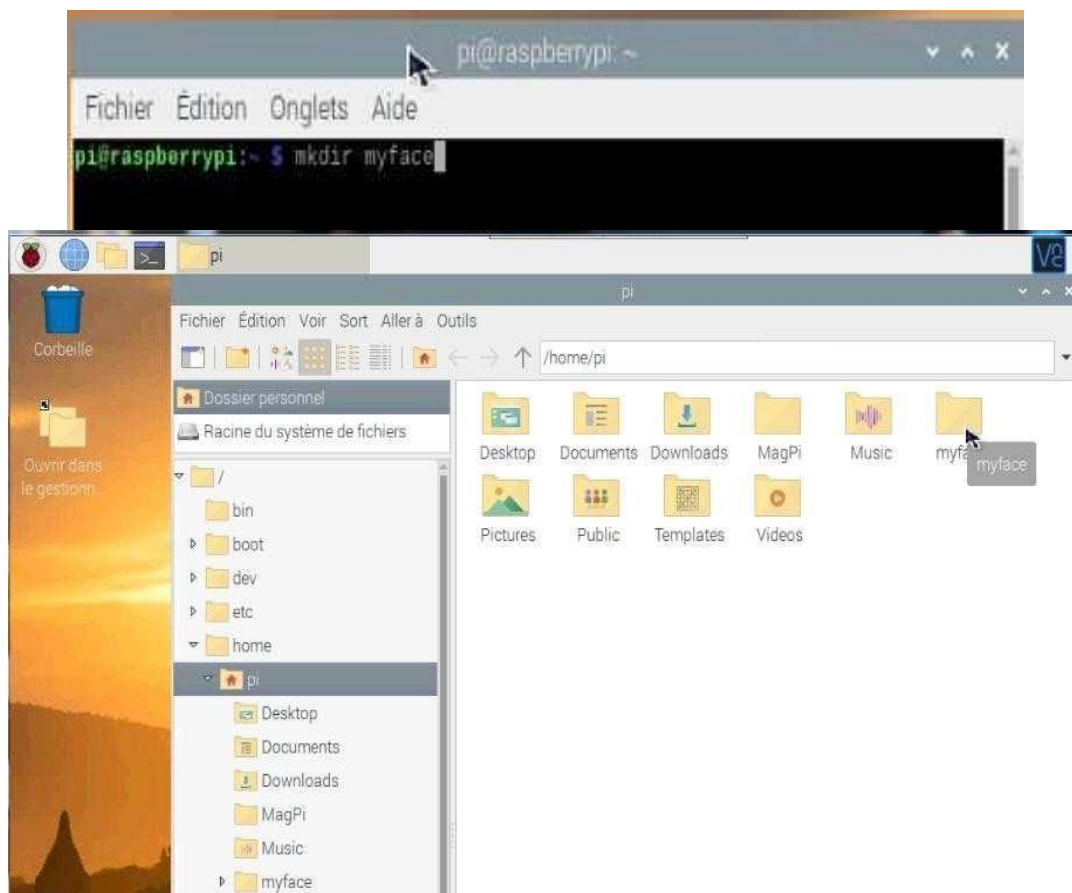 pi@raspberrypi: ~
Fichier Édition Onglets Aide
pi@raspberrypi:~ $ mkdir myface
pi
pi
Corbeille
Ouvrir dans
le gestionn...
Fichier Édition Voir Sort Aller à Outils
/home/pi
Dossier personnel
Racine du système de fichiers
/
bin
boot
dev
etc
home
pi
Desktop
Documents
Downloads
MagPi
Music
myface
Desktop Documents Downloads MagPi Music myfa
myface
Pictures Public Templates Videos